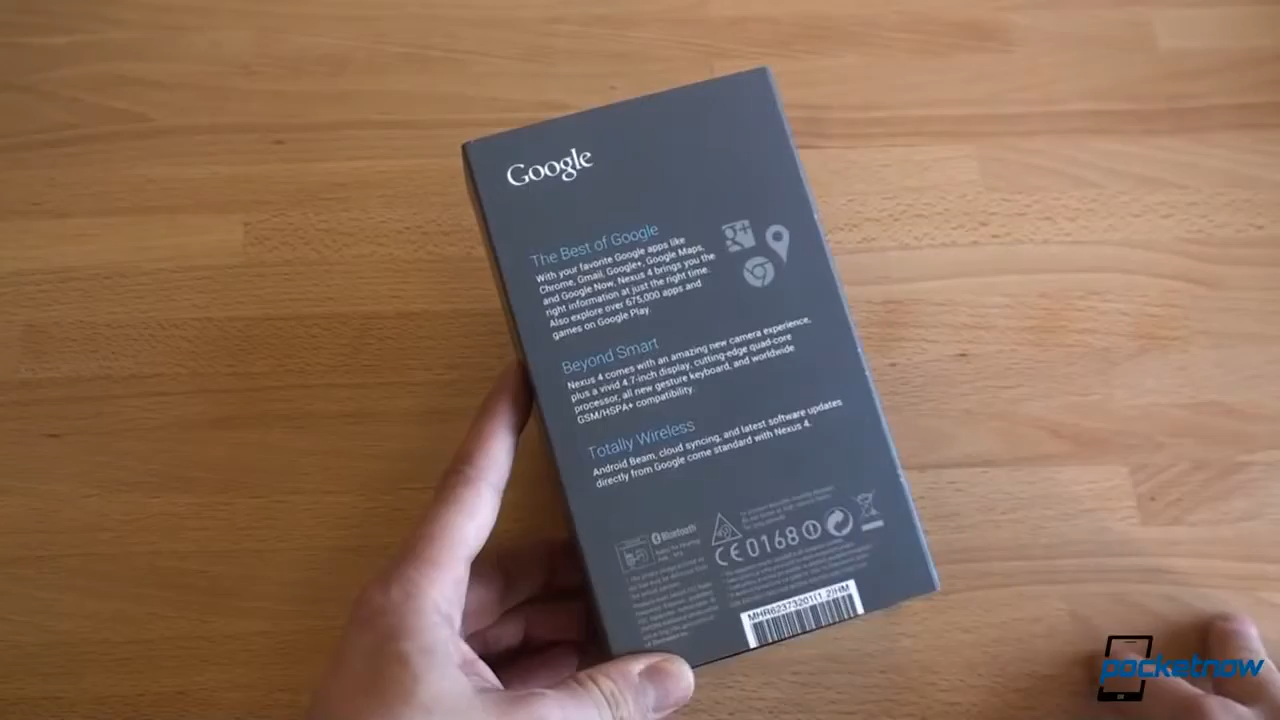 Google
The Best of Google
With your favorite Google apps like
Chrome, Gmail, Google+, Google Maps,
and Google Now, Nexus 4 brings you the
right information at just the right time.
Also explore over 675,000 apps and
games on Google Play.
g+
Beyond Smart
Nexus 4 comes with an amazing new camera experience,
plus a vivid 4.7-inch display, cutting-edge quad-core
processor, all new gesture keyboard, and worldwide
GSM/HSPA+ compatibility.
Totally Wireless
Android Beam, cloud syncing, and latest software updates
directly from Google come standard with Nexus 4.
Bluetooth
CE0168
MHR62373201(1.2)HM
pocketnow